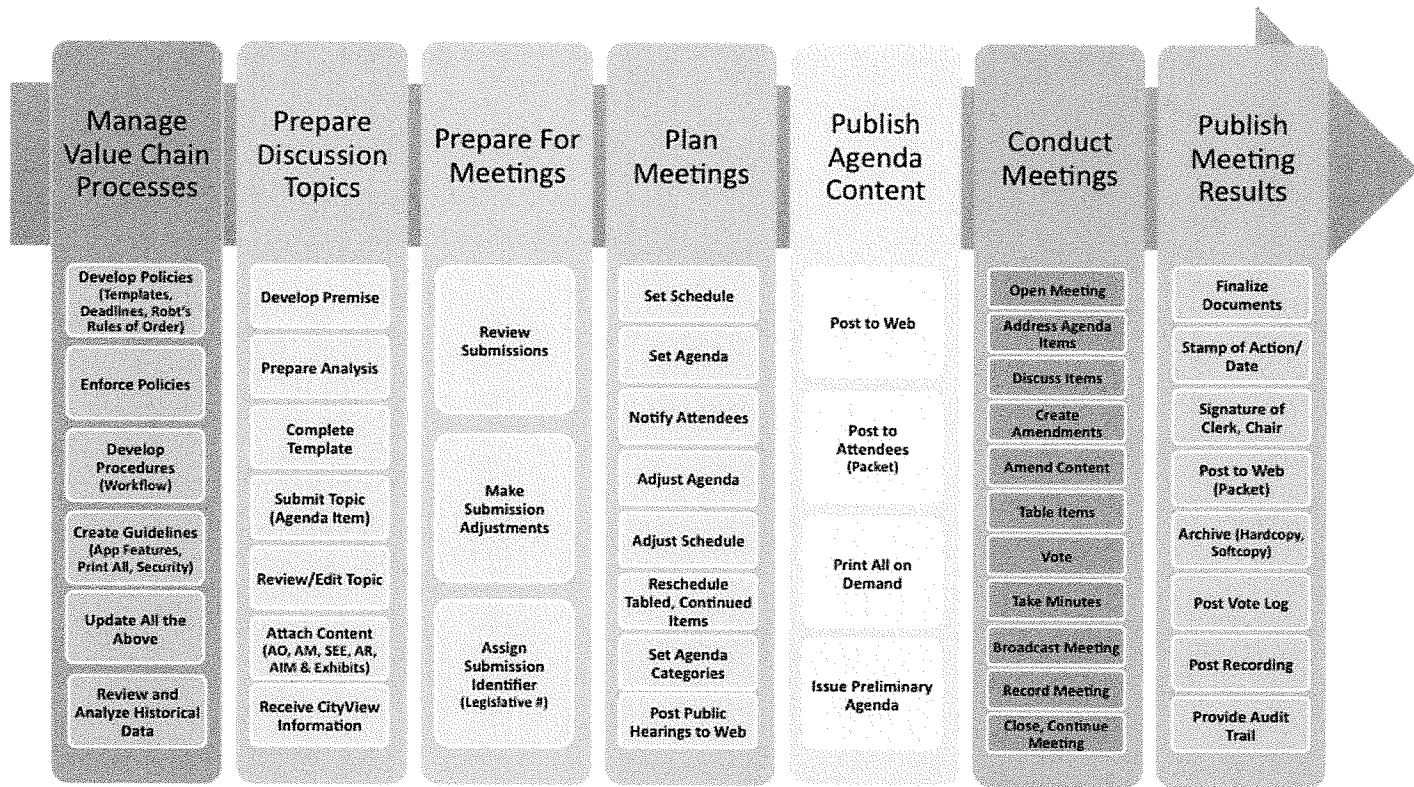 Manage
Value Chain
Processes
Develop Policies
(Templates,
Deadlines, Robt's
Rules of Order)
Enforce Policies
Develop
Procedures
(Workflow)
Create Guidelines
(App Features,
Print All, Security)
Update All the
Above
Review and
Analyze Historical
Data
Prepare
Discussion
Topics
Develop Premise
Prepare Analysis
Complete
Template
Submit Topic
(Agenda Item)
Review/Edit Topic
Attach Content
(AO, AM, SEE, AR,
AIM & Exhibits)
Receive CityView
Information
Prepare For
Meetings
Review
Submissions
Make
Submission
Adjustments
Assign
Submission
Identifier
(Legislative #)
Plan
Meetings
Set Schedule
Set Agenda
Notify Attendees
Adjust Agenda
Adjust Schedule
Reschedule
Tabled, Continued
Items
Set Agenda
Categories
Post Public
Hearings to Web
Publish
Agenda
Content
Post to Web
Post to
Attendees
(Packet)
Print All on
Demand
Issue Preliminary
Agenda
Conduct
Meetings
Open Meeting
Address Agenda
Items
Discuss Items
Create
Amendments
Amend Content
Table Items
Vote
Take Minutes
Broadcast Meeting
Record Meeting
Close, Continue
Meeting
Publish
Meeting
Results
Finalize
Documents
Stamp of Action/
Date
Signature of
Clerk, Chair
Post to Web
(Packet)
Archive (Hardcopy,
Softcopy)
Post Vote Log
Post Recording
Provide Audit
Trail